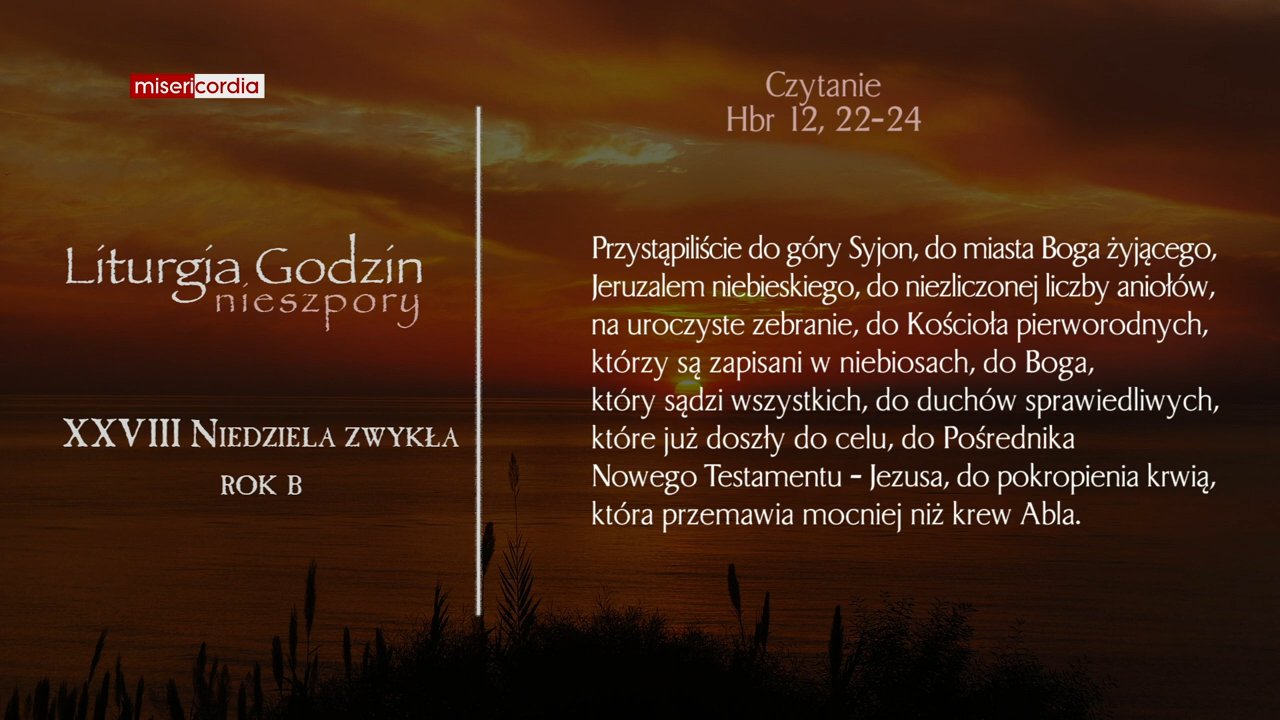 misericordia
Liturgia Godzin
nieszpory
XXVIII Niedziela zwykła
rok B
Czytanie
Hbr 12, 22-24
Przystąpiliście do góry Syjon, do miasta Boga żyjącego,
Jeruzalem niebieskiego, do niezliczonej liczby aniołów,
na uroczyste zebranie, do Kościoła pierworodnych,
którzy są zapisani w niebiosach, do Boga,
który sądzi wszystkich, do duchów sprawiedliwych,
które już doszły do celu, do Pośrednika
Nowego Testamentu - Jezusa, do pokropienia krwią,
która przemawia mocniej niż krew Abla.